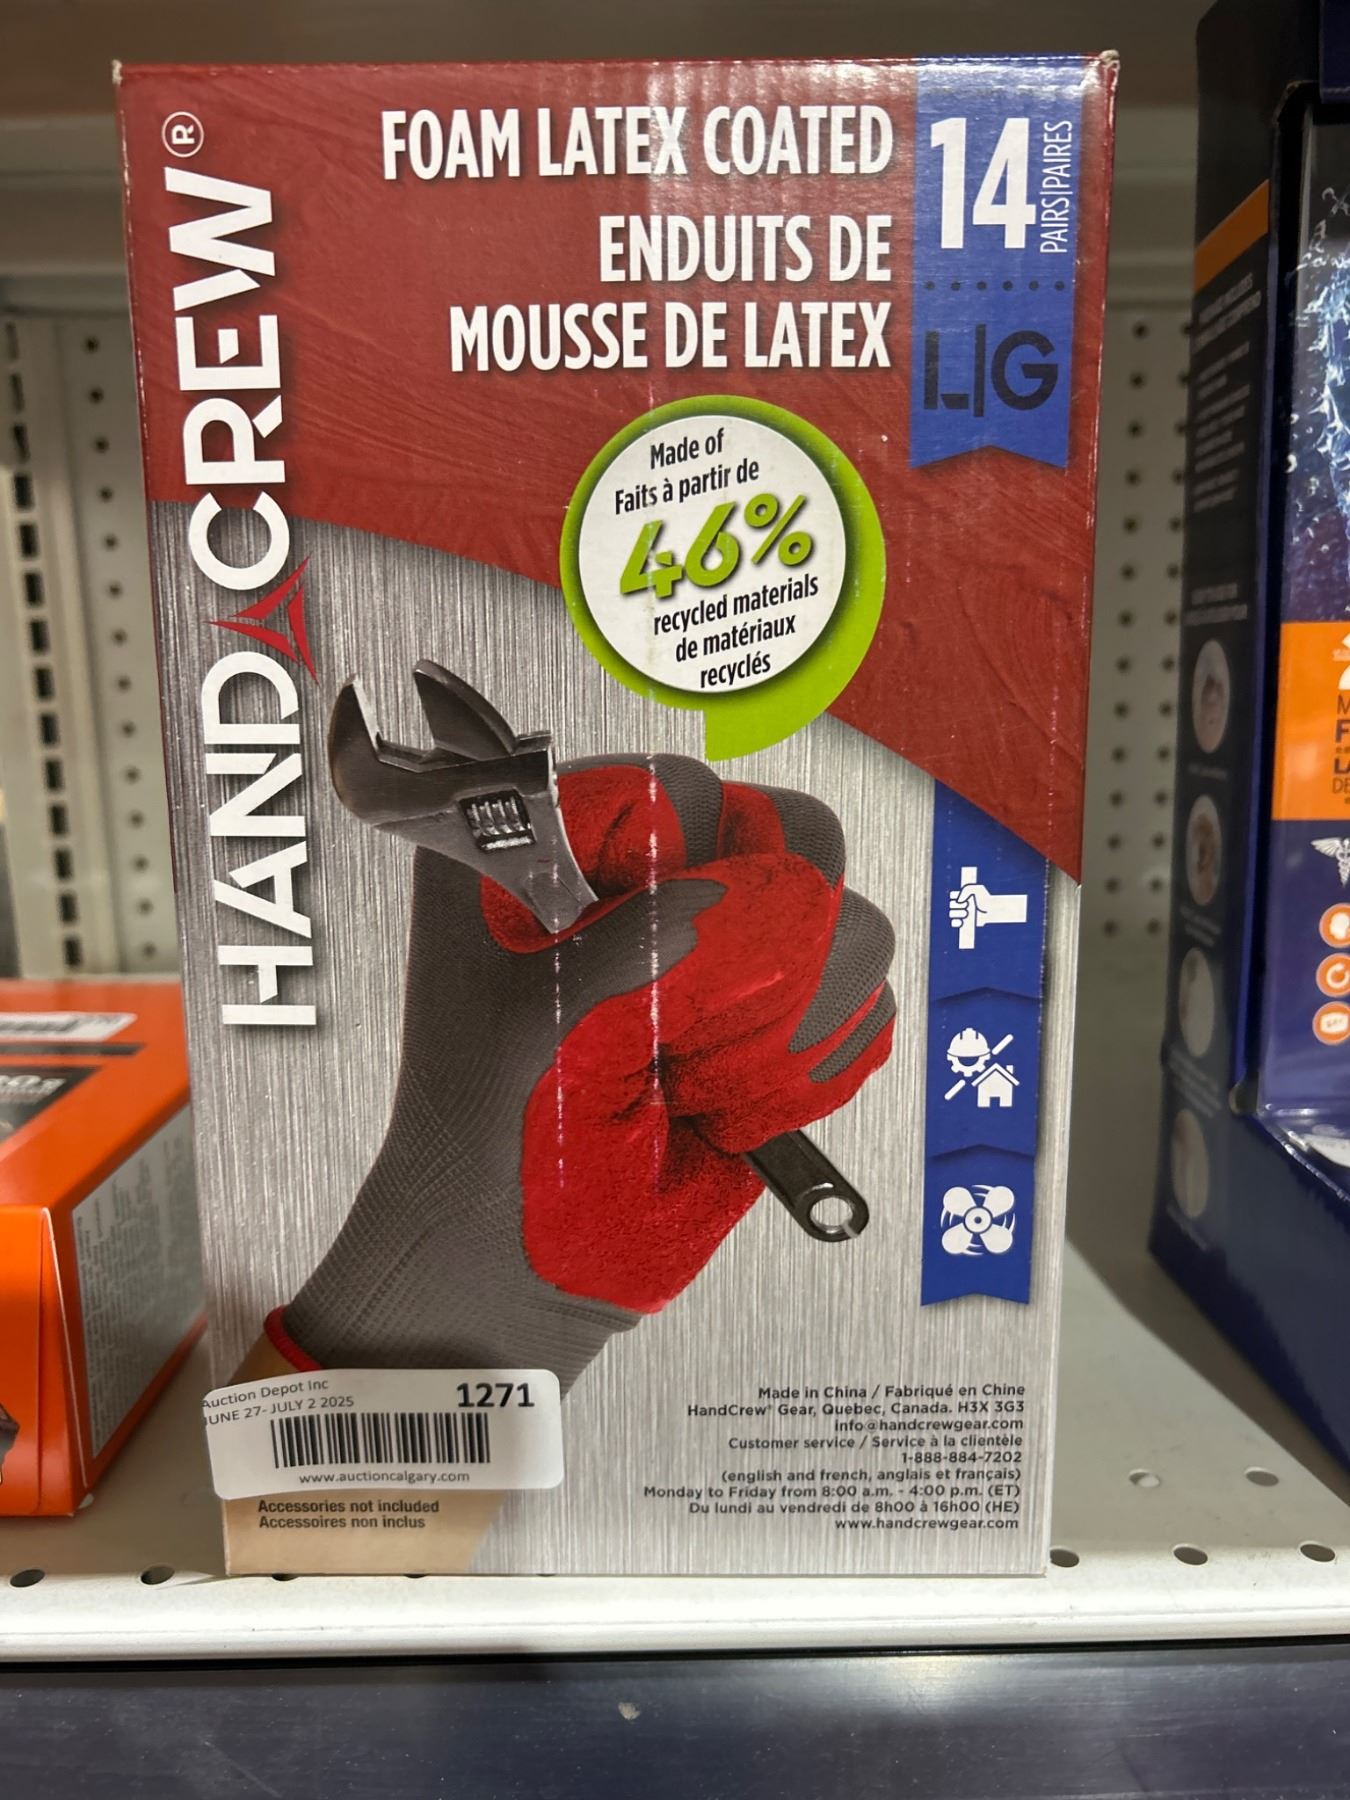 HANDCREW®
FOAM LATEX COATED
ENDUITS DE
MOUSSE DE LATEX
14
PAIRS|PAIRES
L|G
Made of
Faits à partir de
46%
recycled materials
de matériaux
recyclés
Auction Depot Inc
JUNE 27- JULY 2 2025
1271
www.auctioncalgary.com
Accessories not included
Accessoires non inclus
Made in China / Fabriqué en Chine
HandCrew® Gear, Quebec, Canada. H3X 3G3
info@handcrewgear.com
Customer service / Service à la clientèle
1-888-884-7202
(english and french, anglais et français)
Monday to Friday from 8:00 a.m. - 4:00 p.m. (ET)
Du lundi au vendredi de 8h00 à 16h00 (HE)
www.handcrewgear.com